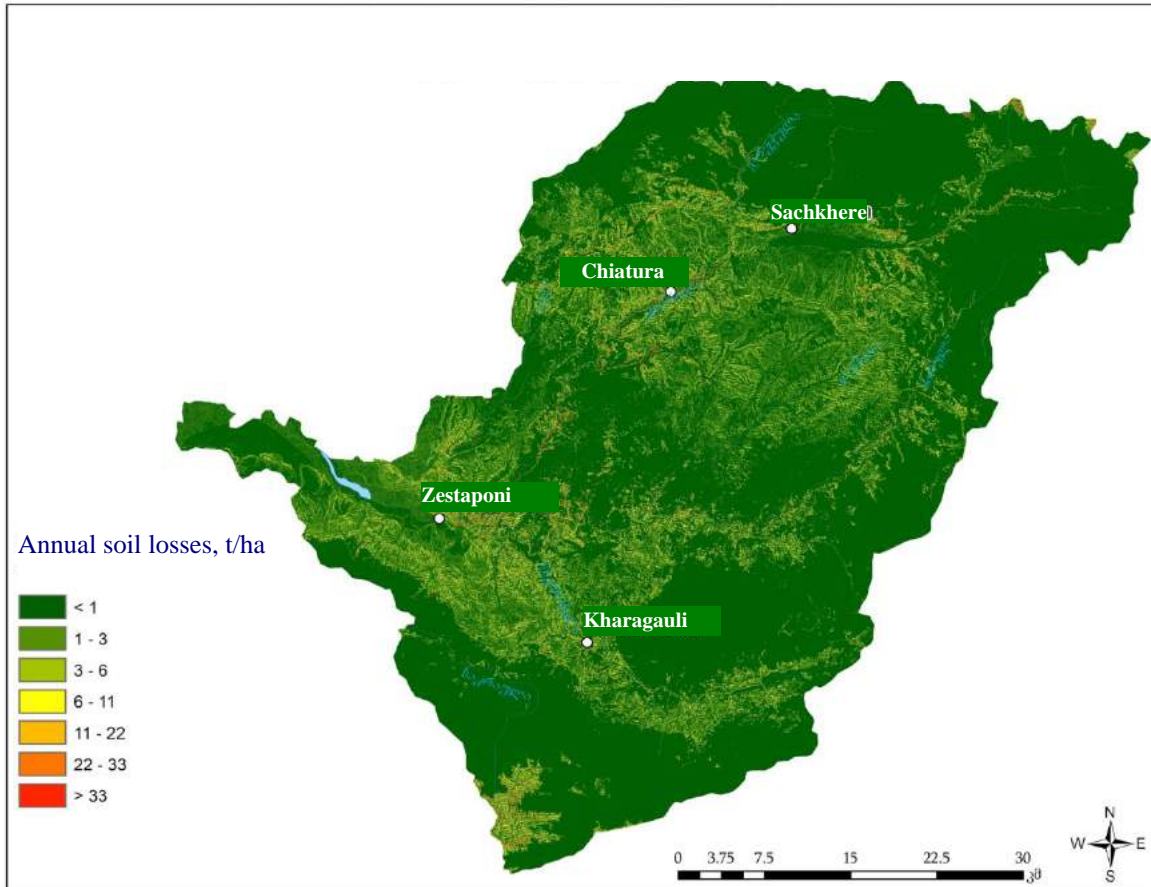 Sachkhere
Chiatura
Zestaponi
Annual soil losses, t/ha
< 1
1 - 3
3 - 6
6 - 11
11 - 22
22 - 33
> 33
Kharagauli
N
W E
S
0 3.75 7.5 15 22.5 30
კმ